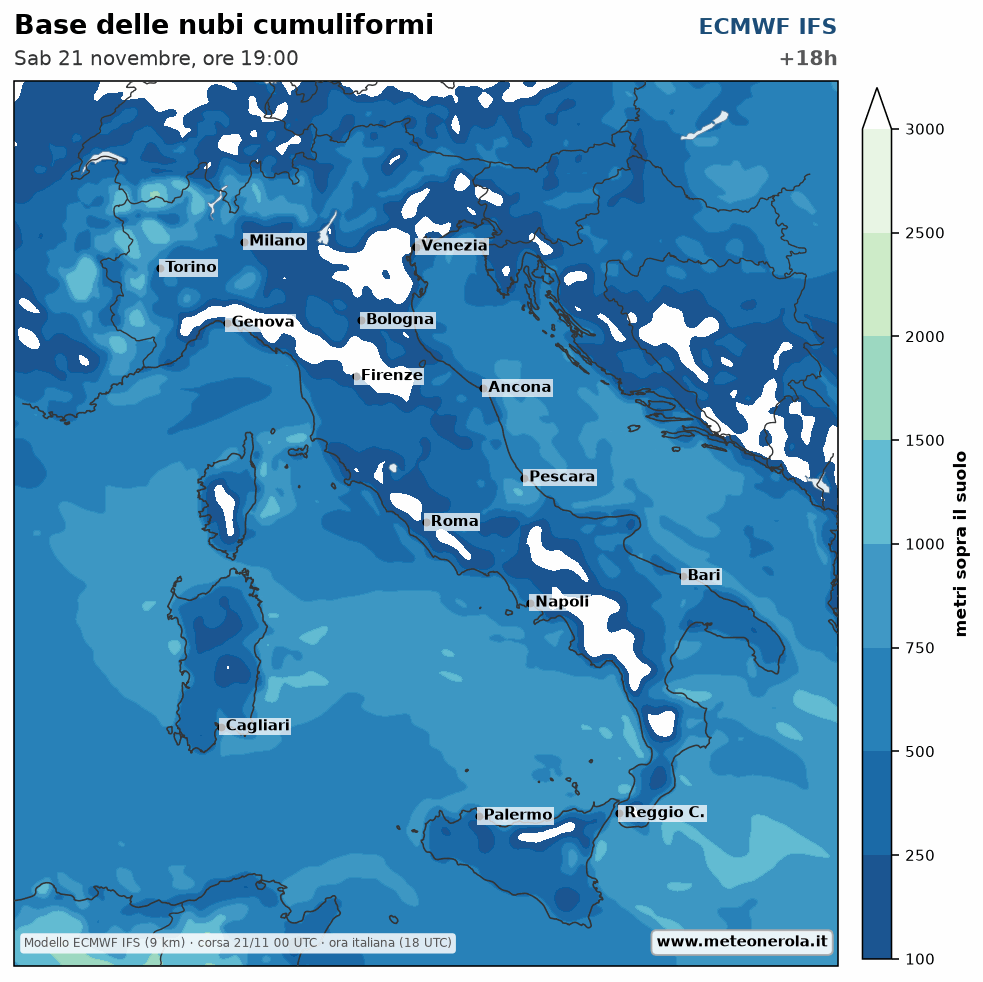 Base delle nubi cumuliformi
ECMWF IFS
Sab 21 novembre, ore 19:00
+18h
Milano
Venezia
Torino
Genova
Bologna
Firenze
Ancona
Pescara
Roma
Bari
Napoli
Cagliari
Palermo
Reggio C.
3000
2500
2000
1500
1000
750
500
250
100
metri sopra il suolo
Modello ECMWF IFS (9 km) · corsa 21/11 00 UTC · ora italiana (18 UTC)
www.meteonerola.it